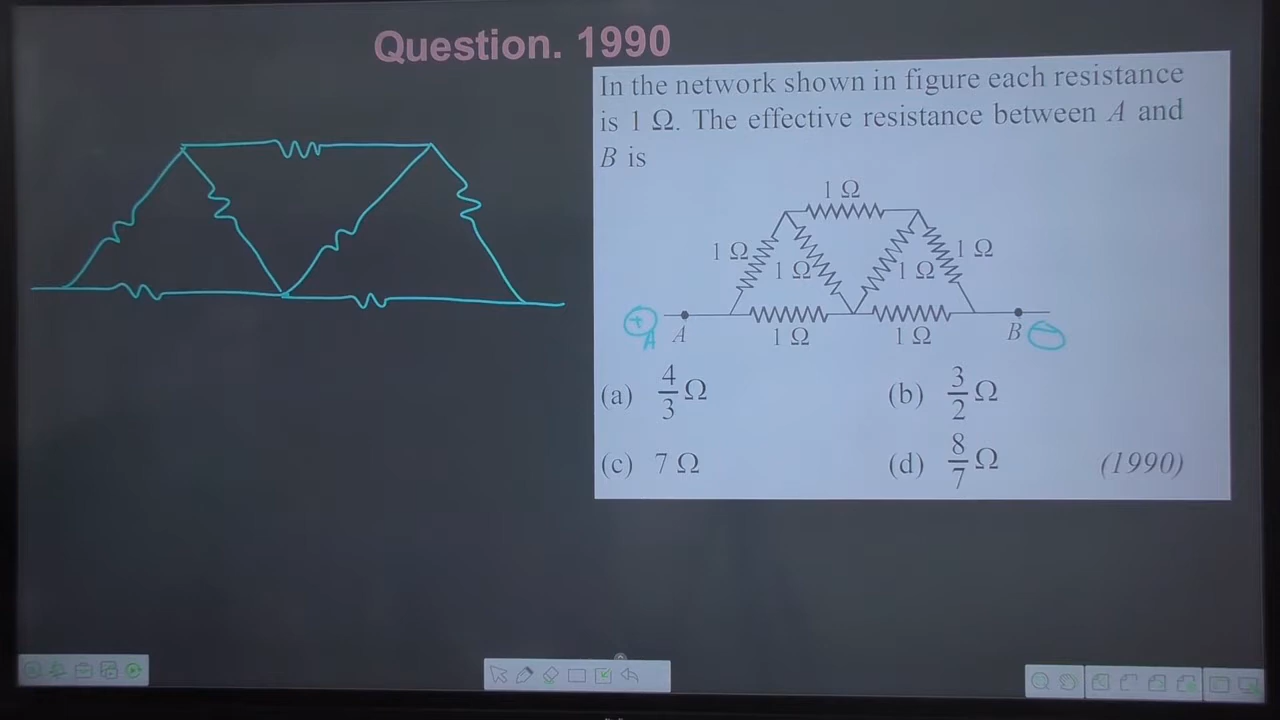 Question. 1990
In the network shown in figure each resistance
is 1 Ω. The effective resistance between A and
B is
1 Ω
1 Ω 1 Ω 1 Ω 1 Ω
+ A A 1 Ω 1 Ω B −
(a) 4/3 Ω (b) 3/2 Ω
(c) 7 Ω (d) 8/7 Ω (1990)